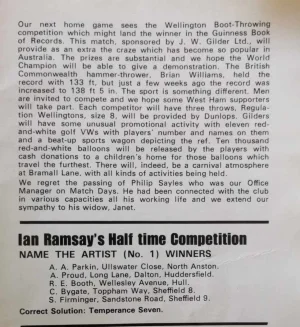 Our next home game sees the Wellington Boot-Throwing
competition which might land the winner in the Guinness Book
of Records. This match, sponsored by J. W. Gilder Ltd., will
provide as an extra the craze which has become so popular in
Australia. The prizes are substantial and we hope the World
Champion will be able to give a demonstration. The British
Commonwealth hammer-thrower, Brian Williams, held the
record with 133 ft. but just a few weeks ago the record was
increased to 138 ft 5 in. The sport is something different. Men
are invited to compete and we hope some West Ham supporters
will take part. Each competitor will have three throws, Regula-
tion Wellingtons, size 8, will be provided by Dunlops. Gilders
will have some unusual promotional activity with eleven red-
and-white golf VWs with players' number and names on them
and a beat-up sports wagon depicting the ref. Ten thousand
red-and-white balloons will be released by the players with
cash donations to a children's home for those balloons which
travel the furthest. There will, indeed, be a carnival atmosphere
at Bramall Lane, with all kinds of activities being held.
We regret the passing of Philip Sayles who was our Office
Manager on Match Days. He had been connected with the club
in various capacities all his working life and we extend our
sympathy to his widow, Janet.
Ian Ramsay's Half time Competition
NAME THE ARTIST (No. 1) WINNERS
A. A. Parkin, Ullswater Close, North Anston.
A. Proud, Long Lane, Dalton, Huddersfield.
R. E. Booth, Wellesley Avenue, Hull.
C. Bygate, Toppham Way, Sheffield 8.
S. Firminger, Sandstone Road, Sheffield 9.
Correct Solution: Temperance Seven.